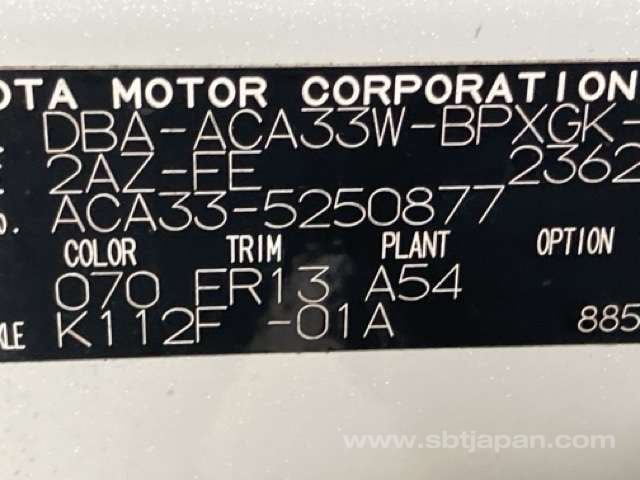 OTA MOTOR CORPORATION
DBA-ACA33W-BPXGK-
2AZ-FE 2362
O. ACA33-5250877
COLOR TRIM PLANT OPTION
070 FR13 A54
XLE K112F -01A 885
www.sbtjapan.com